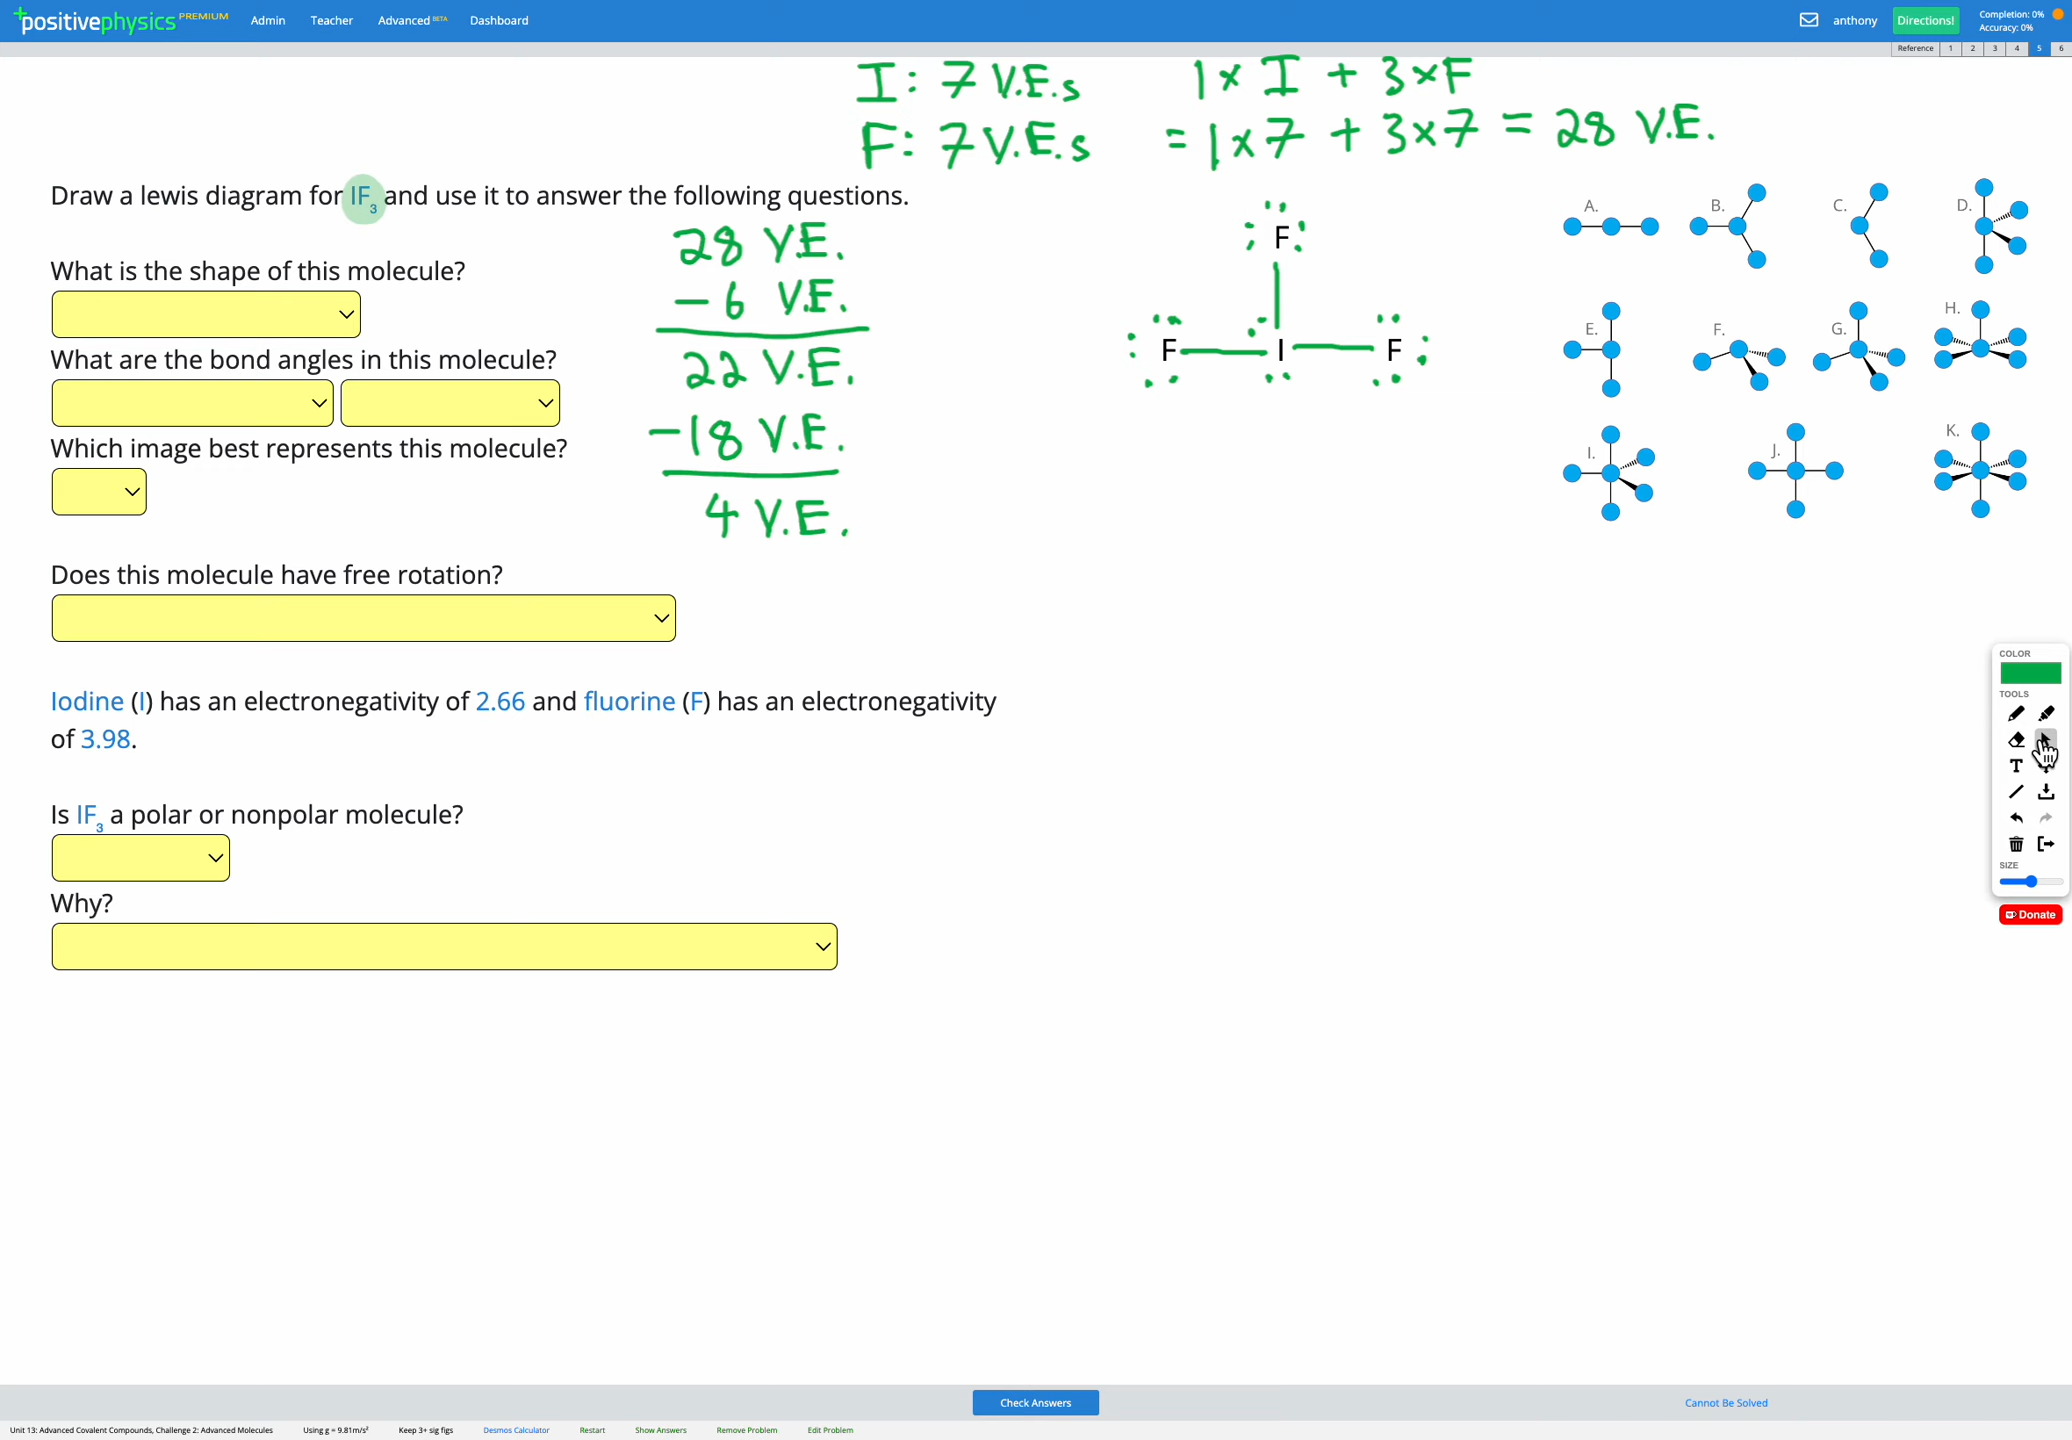 +positivephysics PREMIUM Admin Teacher Advanced BETA Dashboard anthony Directions! Completion: 0%
Accuracy: 0%
Reference 1 2 3 4 5 6
I: 7 V.E.s 1 x I + 3 x F
F: 7 V.E.s = 1 x 7 + 3 x 7 = 28 V.E.
Draw a lewis diagram for IF₃ and use it to answer the following questions.
28 V.E.
- 6 V.E.
22 V.E.
-18 V.E.
4 V.E.
F
F I F
A. B. C. D.
E. F. G. H.
I. J. K.
What is the shape of this molecule?
What are the bond angles in this molecule?
Which image best represents this molecule?
Does this molecule have free rotation?
Iodine (I) has an electronegativity of 2.66 and fluorine (F) has an electronegativity
of 3.98.
Is IF₃ a polar or nonpolar molecule?
Why?
COLOR
TOOLS
T
SIZE
Donate
Check Answers Cannot Be Solved
Unit 13: Advanced Covalent Compounds, Challenge 2: Advanced Molecules Using g = 9.81m/s² Keep 3+ sig figs Desmos Calculator Restart Show Answers Remove Problem Edit Problem